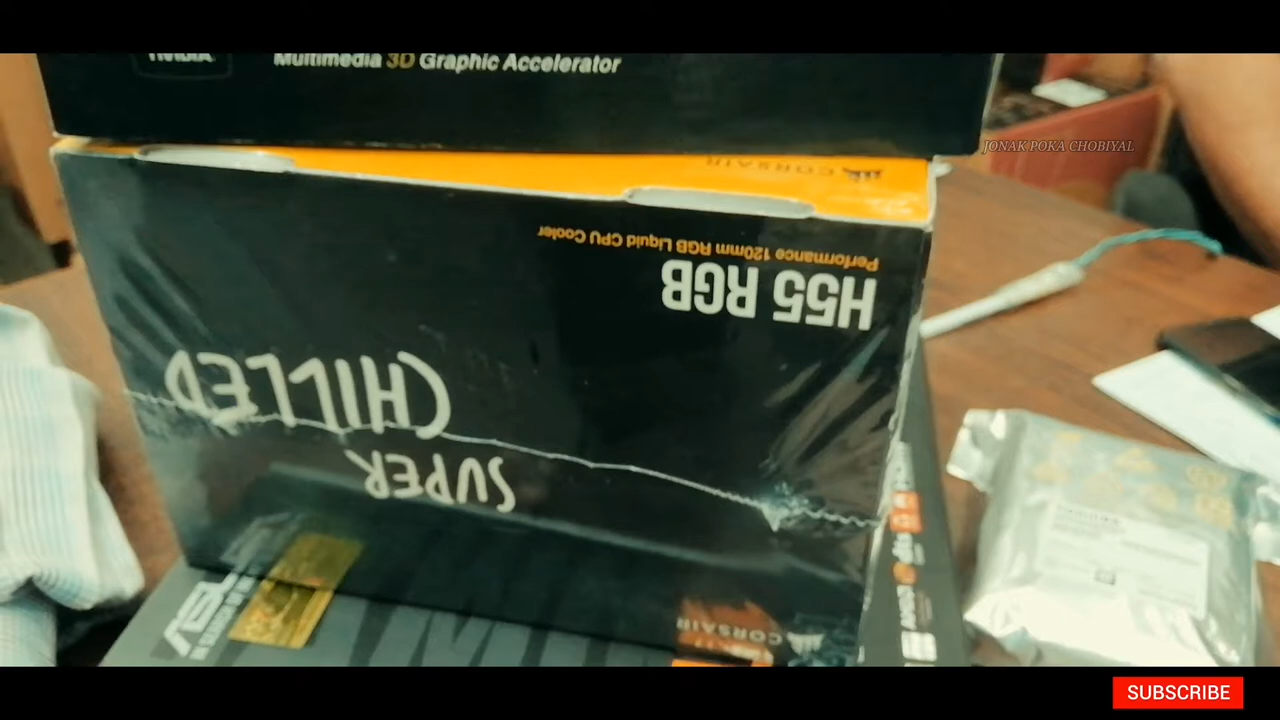 NVIDIA
Multimedia 3D Graphic Accelerator
JONAK POKA CHOBIYAL
CORSAIR
Performance 120mm RGB Liquid CPU Cooler
H55 RGB
SUPER
CHILLED
CORSAIR
SUBSCRIBE